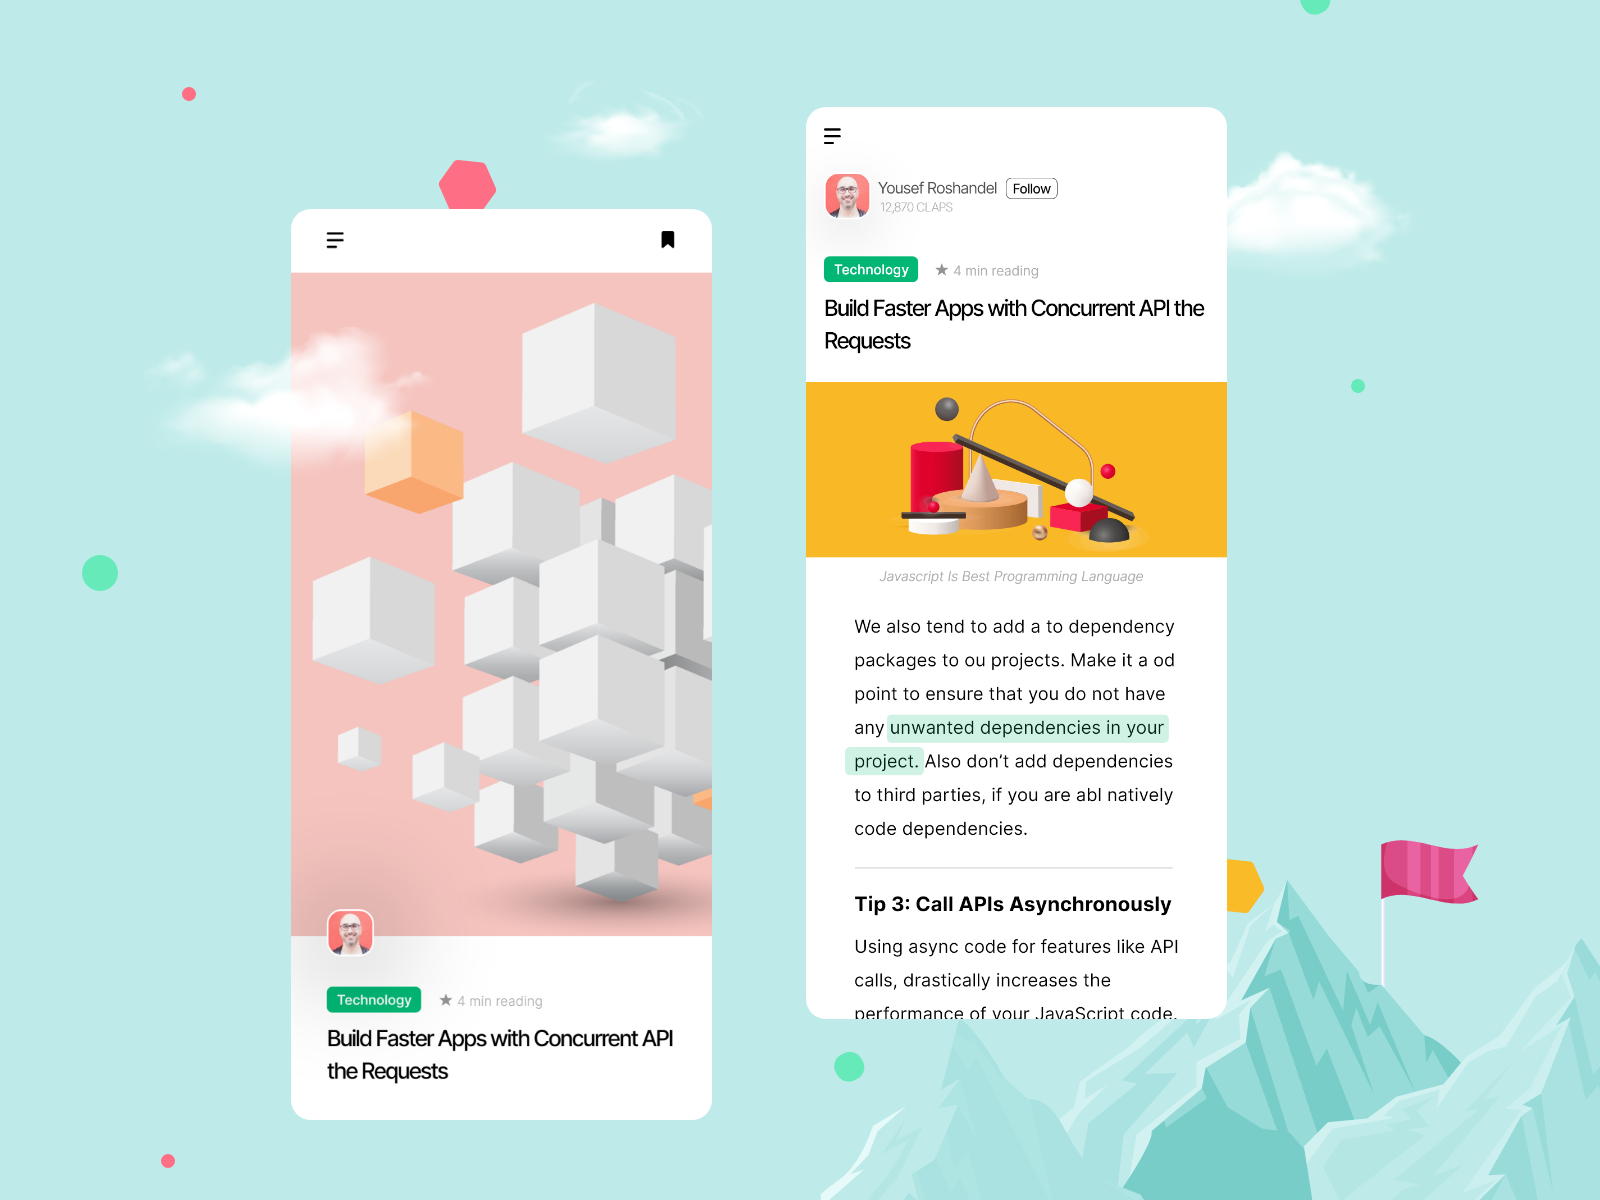 Technology
4 min reading
Build Faster Apps with Concurrent API
the Requests
Yousef Roshandel
Follow
12,870 CLAPS
Technology
4 min reading
Build Faster Apps with Concurrent API the
Requests
Javascript Is Best Programming Language
We also tend to add a to dependency
packages to ou projects. Make it a od
point to ensure that you do not have
any unwanted dependencies in your
project. Also don’t add dependencies
to third parties, if you are abl natively
code dependencies.
Tip 3: Call APIs Asynchronously
Using async code for features like API
calls, drastically increases the
performance of your JavaScript code.